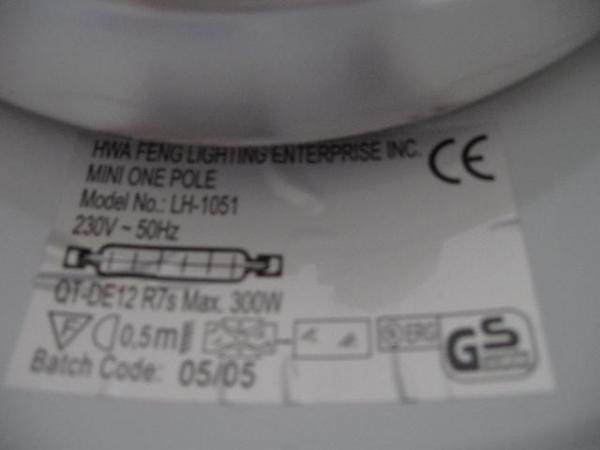 HWA FENG LIGHTING ENTERPRISE INC. CE
MINI ONE POLE
Model No.: LH-1051
230V ~ 50Hz
QT-DE12 R7s Max. 300W
F 0,5m GS
Batch Code: 05/05